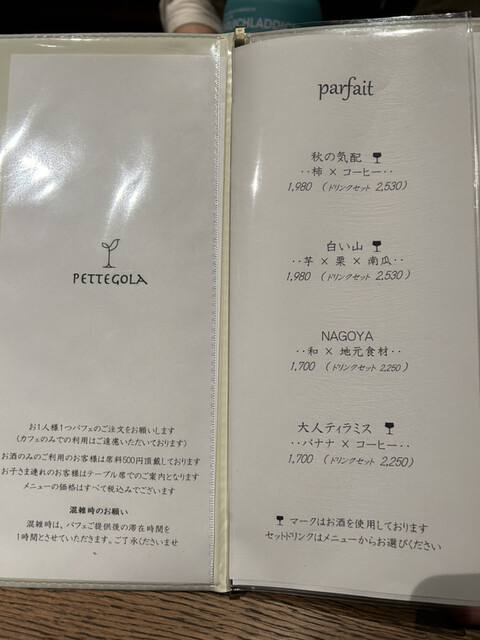 CHLADDIC
PETTEGOLA
お1人様1つパフェのご注文をお願いします
(カフェのみでの利用はご遠慮いただいております)
お酒のみのご利用のお客様は席料500円頂戴しております
お子さま連れのお客様はテーブル席でのご案内となります
メニューの価格はすべて税込みでございます
混雑時のお願い
混雑時は、パフェご提供後の滞在時間を
1時間とさせていただきます。ご了承くださいませ
parfait
秋の気配
‥柿 × コーヒー‥
1,980 (ドリンクセット 2,530)
白い山
‥芋 × 栗 × 南瓜‥
1,980 (ドリンクセット 2,530)
NAGOYA
‥和 × 地元食材‥
1,700 (ドリンクセット 2,250)
大人ティラミス
‥バナナ × コーヒー‥
1,700 (ドリンクセット 2,250)
マークはお酒を使用しております
セットドリンクはメニューからお選びください